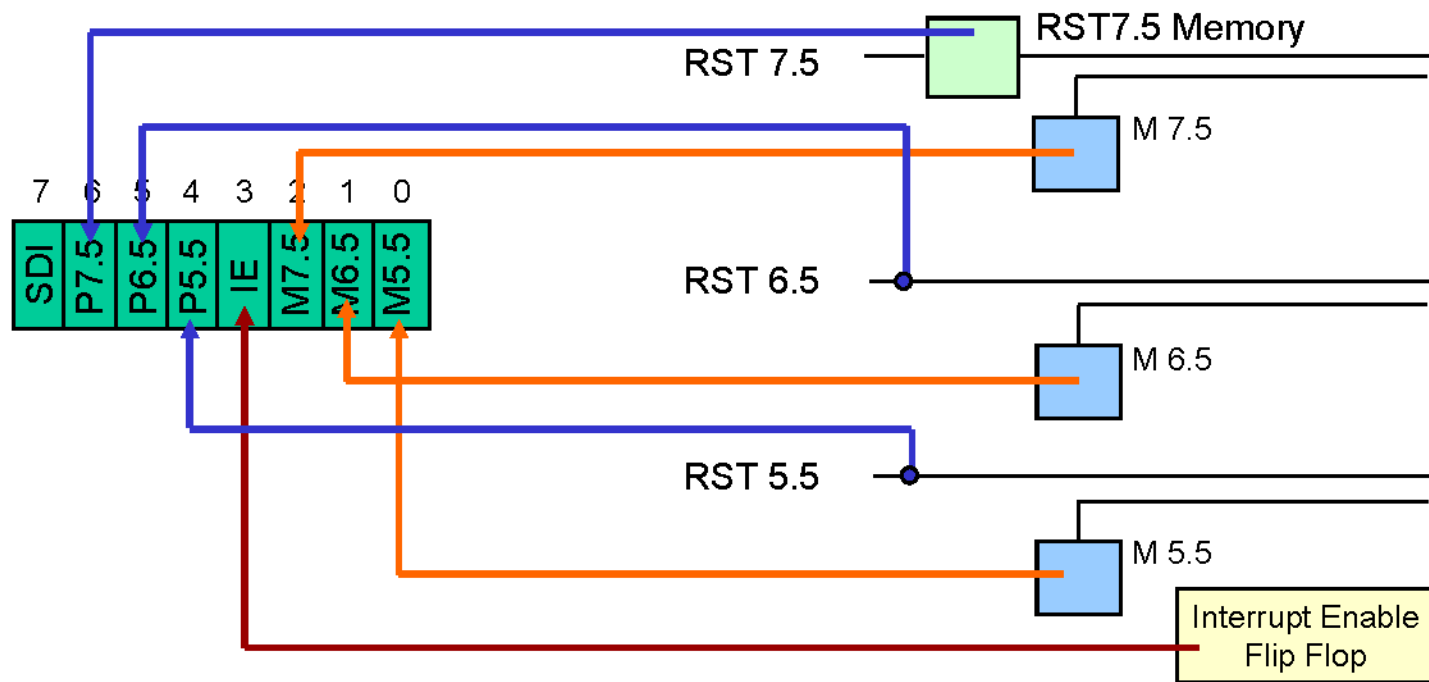 RST7.5 Memory
RST 7.5
M 7.5
7 6 5 4 3 2 1 0
SDI P7.5 P6.5 P5.5 IE M7.5 M6.5 M5.5
RST 6.5
M 6.5
RST 5.5
M 5.5
Interrupt Enable
Flip Flop